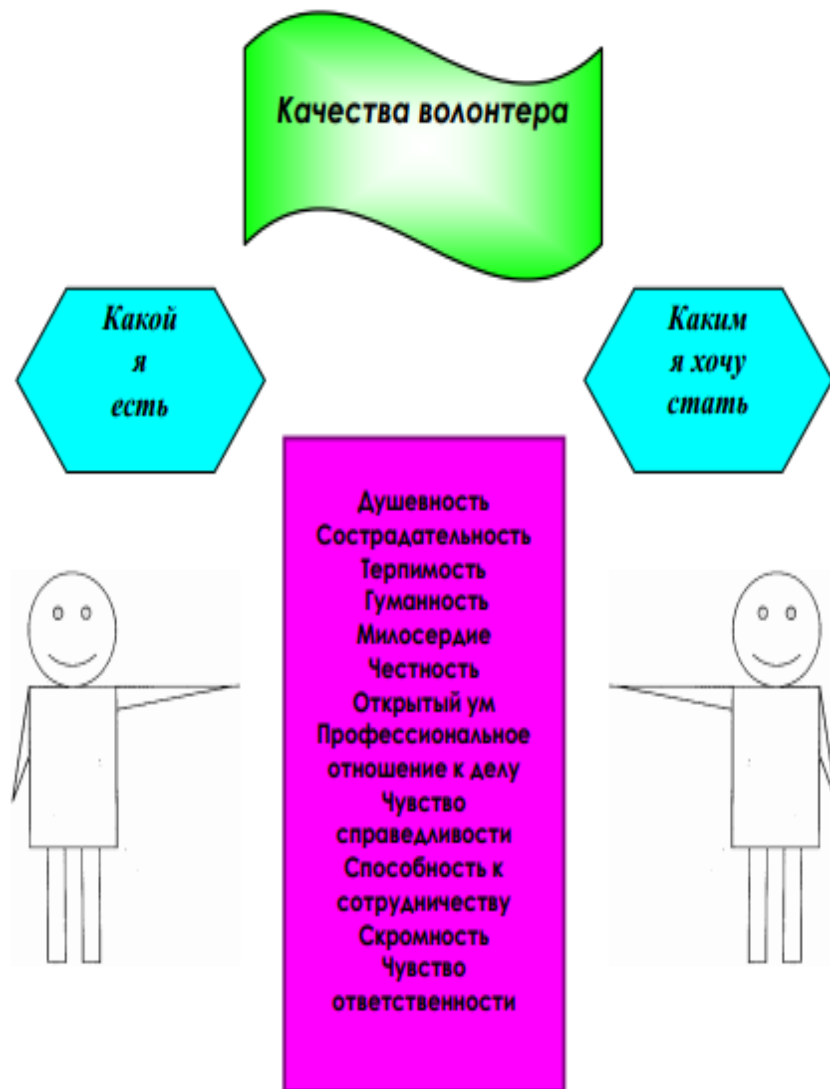 Качества волонтера
Какой
я
есть
Каким
я хочу
стать
Душевность
Сострадательность
Терпимость
Гуманность
Милосердие
Честность
Открытый ум
Профессиональное
отношение к делу
Чувство
справедливости
Способность к
сотрудничеству
Скромность
Чувство
ответственности